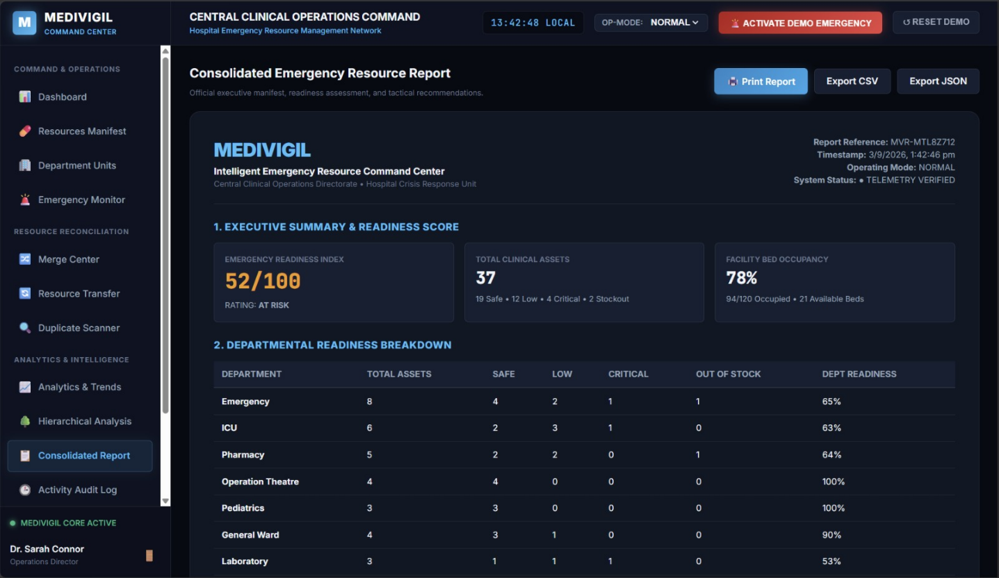 M
MEDIVIGIL
COMMAND CENTER
COMMAND & OPERATIONS
Dashboard
Resources Manifest
Department Units
Emergency Monitor
RESOURCE RECONCILIATION
Merge Center
Resource Transfer
Duplicate Scanner
ANALYTICS & INTELLIGENCE
Analytics & Trends
Hierarchical Analysis
Consolidated Report
Activity Audit Log
MEDIVIGIL CORE ACTIVE
Dr. Sarah Connor
Operations Director
CENTRAL CLINICAL OPERATIONS COMMAND
Hospital Emergency Resource Management Network
13:42:48 LOCAL
OP-MODE: NORMAL
ACTIVATE DEMO EMERGENCY
↺ RESET DEMO
Consolidated Emergency Resource Report
Official executive manifest, readiness assessment, and tactical recommendations.
Print Report
Export CSV
Export JSON
MEDIVIGIL
Intelligent Emergency Resource Command Center
Central Clinical Operations Directorate • Hospital Crisis Response Unit
Report Reference: MVR-MTL8Z712
Timestamp: 3/9/2026, 1:42:46 pm
Operating Mode: NORMAL
System Status: ● TELEMETRY VERIFIED
1. EXECUTIVE SUMMARY & READINESS SCORE
EMERGENCY READINESS INDEX
52/100
RATING: AT RISK
TOTAL CLINICAL ASSETS
37
19 Safe • 12 Low • 4 Critical • 2 Stockout
FACILITY BED OCCUPANCY
78%
94/120 Occupied • 21 Available Beds
2. DEPARTMENTAL READINESS BREAKDOWN
DEPARTMENT TOTAL ASSETS SAFE LOW CRITICAL OUT OF STOCK DEPT READINESS
Emergency 8 4 2 1 1 65%
ICU 6 2 3 1 0 63%
Pharmacy 5 2 2 0 1 64%
Operation Theatre 4 4 0 0 0 100%
Pediatrics 3 3 0 0 0 100%
General Ward 4 3 1 0 0 90%
Laboratory 3 1 1 1 0 53%